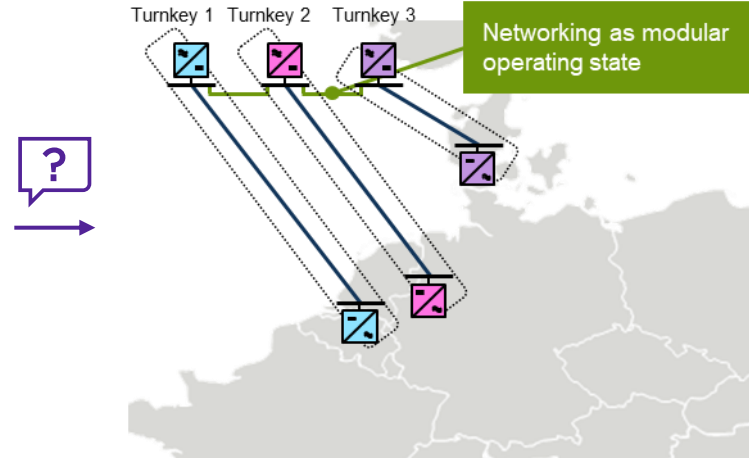 Turnkey 1 Turnkey 2 Turnkey 3
Networking as modular
operating state
?